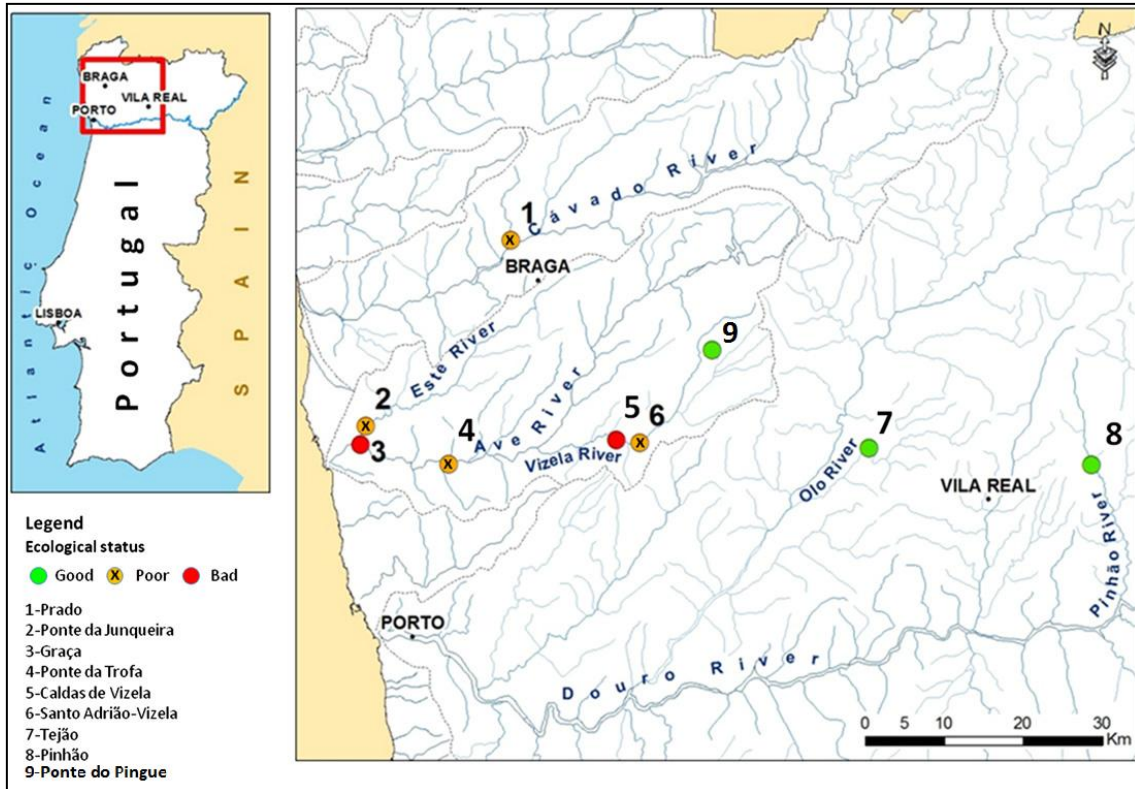 BRAGA
VILA REAL
PORTO
Atlantic Ocean
Portugal
SPAIN
LISBOA
Legend
Ecological status
Good X Poor Bad
1-Prado
2-Ponte da Junqueira
3-Graça
4-Ponte da Trofa
5-Caldas de Vizela
6-Santo Adrião-Vizela
7-Tejão
8-Pinhão
9-Ponte do Pingue
N
1
X
Cávado River
BRAGA
9
Este River
2
X
3
4
X
Ave River
5
6
X
Vizela River
7
Olo River
8
VILA REAL
Pinhão River
PORTO
Douro River
0 5 10 20 30
Km